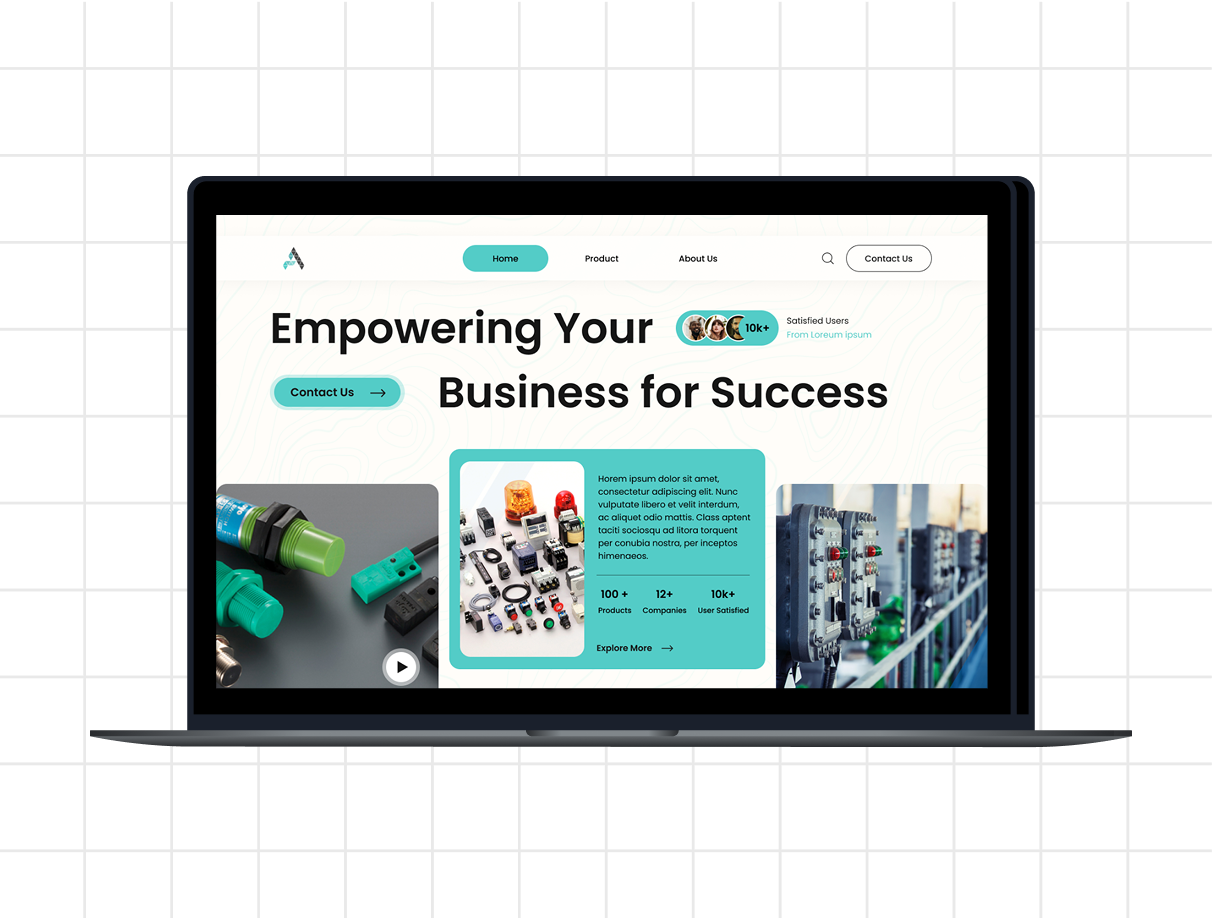 Home
Product
About Us
Contact Us
Empowering Your
10k+
Satisfied Users
From Loreum ipsum
Contact Us
Business for Success
Horem ipsum dolor sit amet,
consectetur adipiscing elit. Nunc
vulputate libero et velit interdum,
ac aliquet odio mattis. Class aptent
taciti sociosqu ad litora torquent
per conubia nostra, per inceptos
himenaeos.
100 +
12+
10k+
Products
Companies
User Satisfied
Explore More